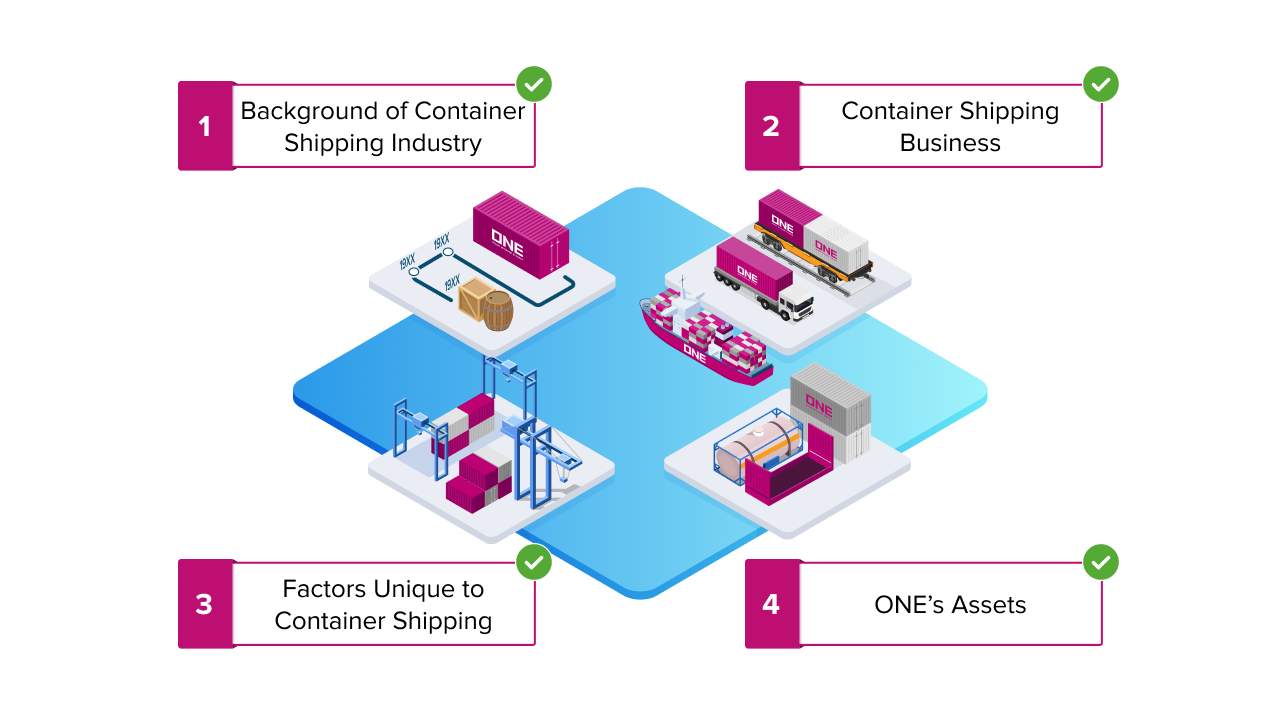 1
Background of Container
Shipping Industry
2
Container Shipping
Business
19XX
19XX
19XX
ONE
ONE
ONE
ONE
ONE
ONE
3
Factors Unique to
Container Shipping
4
ONE’s Assets